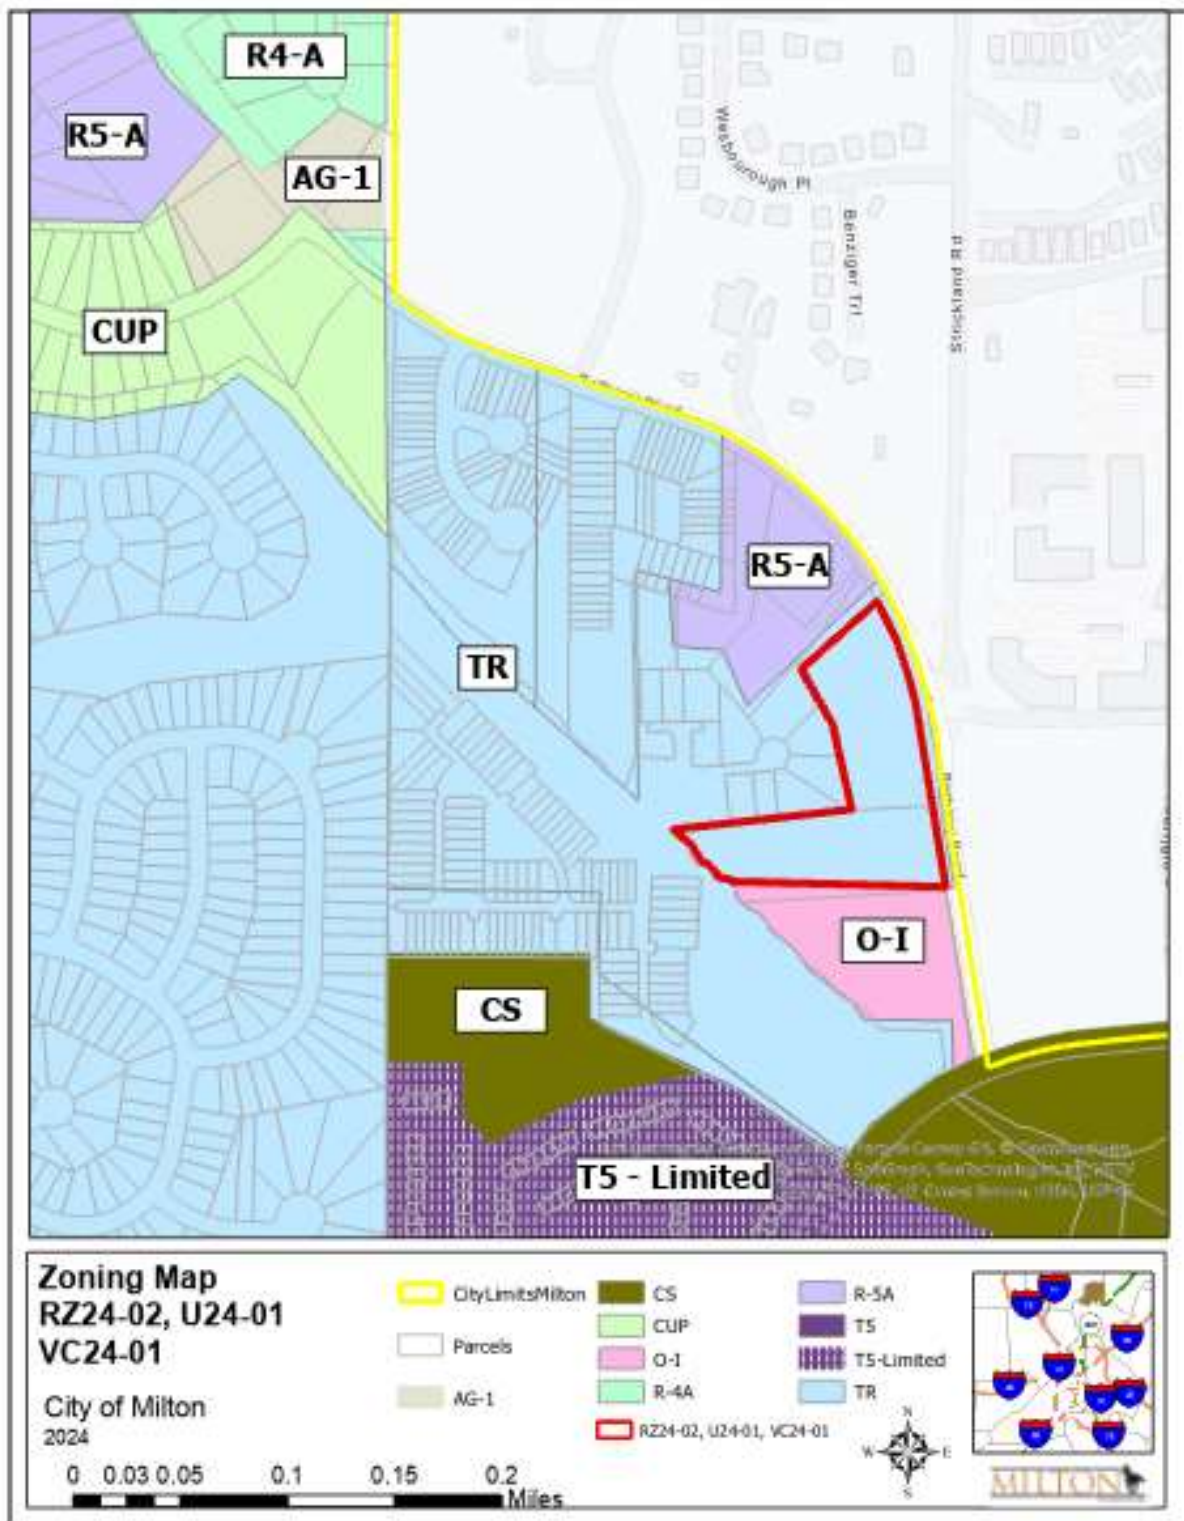 R4-A
R5-A
AG-1
CUP
Wesborough Pl
Benziger Trl
Strickland Rd
R5-A
TR
O-I
CS
T5 - Limited
Zoning Map
RZ24-02, U24-01
VC24-01
City of Milton
2024
0 0.03 0.05 0.1 0.15 0.2
Miles
CityLimitsMilton
Parcels
AG-1
CS
CUP
O-I
R-4A
RZ24-02, U24-01, VC24-01
R-5A
T5
T5-Limited
TR
N
W E
S
MILTON